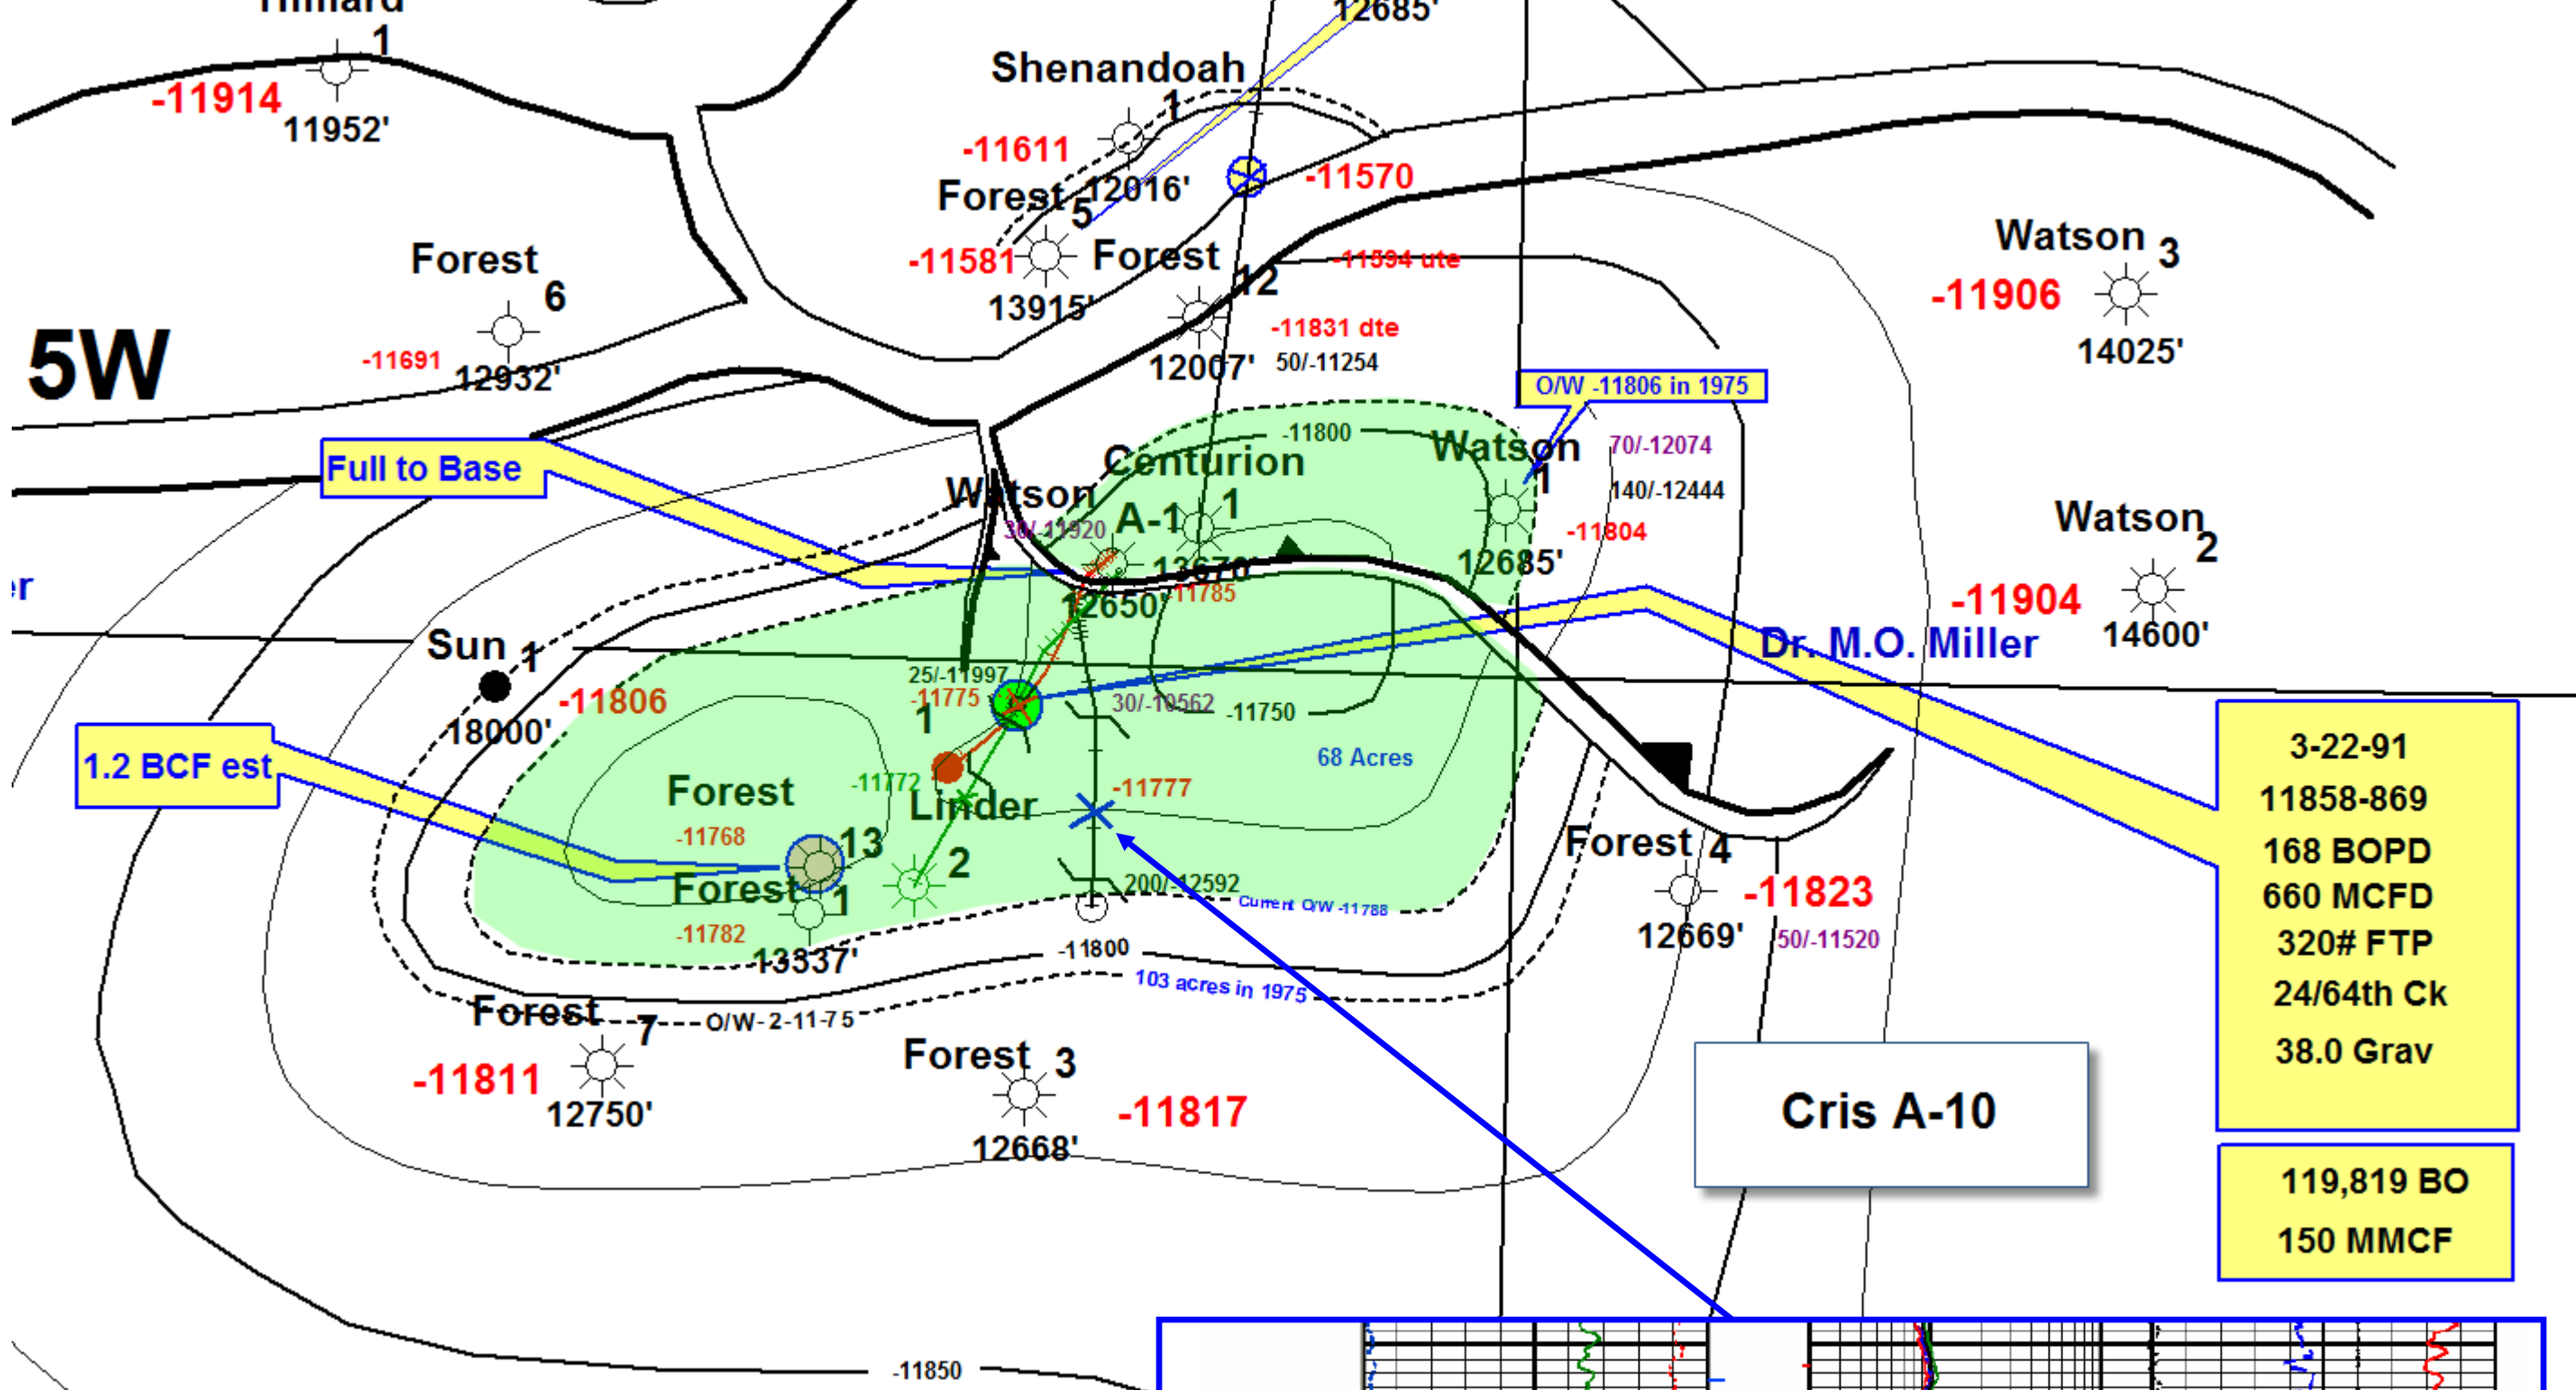 Hilliard
1
-11914
11952'
12685'
Shenandoah
1
-11611
12016'
-11570
Forest
5
-11581
13915'
Forest
12
-11594 ute
-11831 dte
12007'
50/-11254
Forest
6
-11691
12932'
5W
Watson
3
-11906
14025'
O/W -11806 in 1975
Full to Base
-11800
Centurion
1
Watson
1
70/-12074
140/-12444
-11804
12685'
Watson
A-1
30/-11920
13670'
12650'
-11785
Watson
2
-11904
14600'
Dr. M.O. Miller
er
Sun 1
-11806
18000'
25/-11997
-11775
1
30/-10562
-11750
68 Acres
1.2 BCF est
-11772
Linder
-11777
2
Forest
-11768
13
Forest
1
-11782
13337'
200/-12592
Current O/W -11788
Forest 4
-11823
12669'
50/-11520
-11800
103 acres in 1975
Forest
7
O/W- 2-11-75
-11811
12750'
Forest 3
-11817
12668'
Cris A-10
3-22-91
11858-869
168 BOPD
660 MCFD
320# FTP
24/64th Ck
38.0 Grav
119,819 BO
150 MMCF
-11850